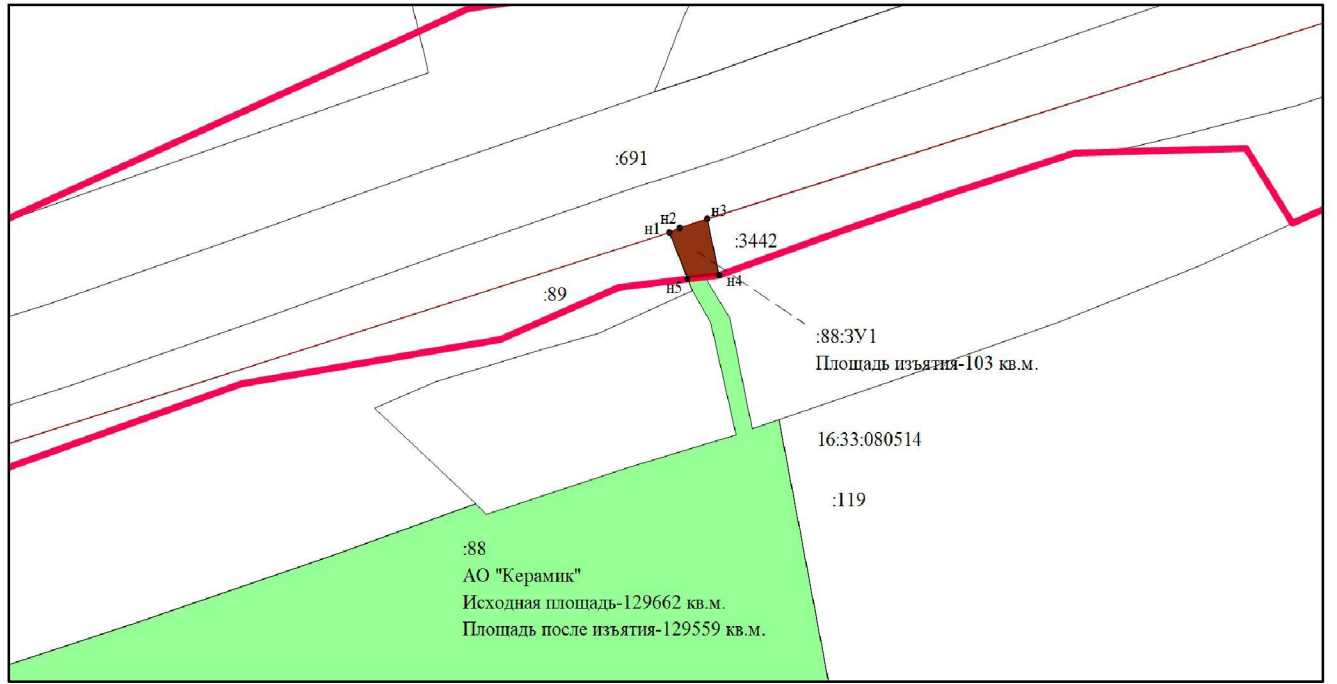 :691
н3
н2
н1
:3442
н4
н5
:89
:88:ЗУ1
Площадь изъятия-103 кв.м.
16:33:080514
:119
:88
АО "Керамик"
Исходная площадь-129662 кв.м.
Площадь после изъятия-129559 кв.м.